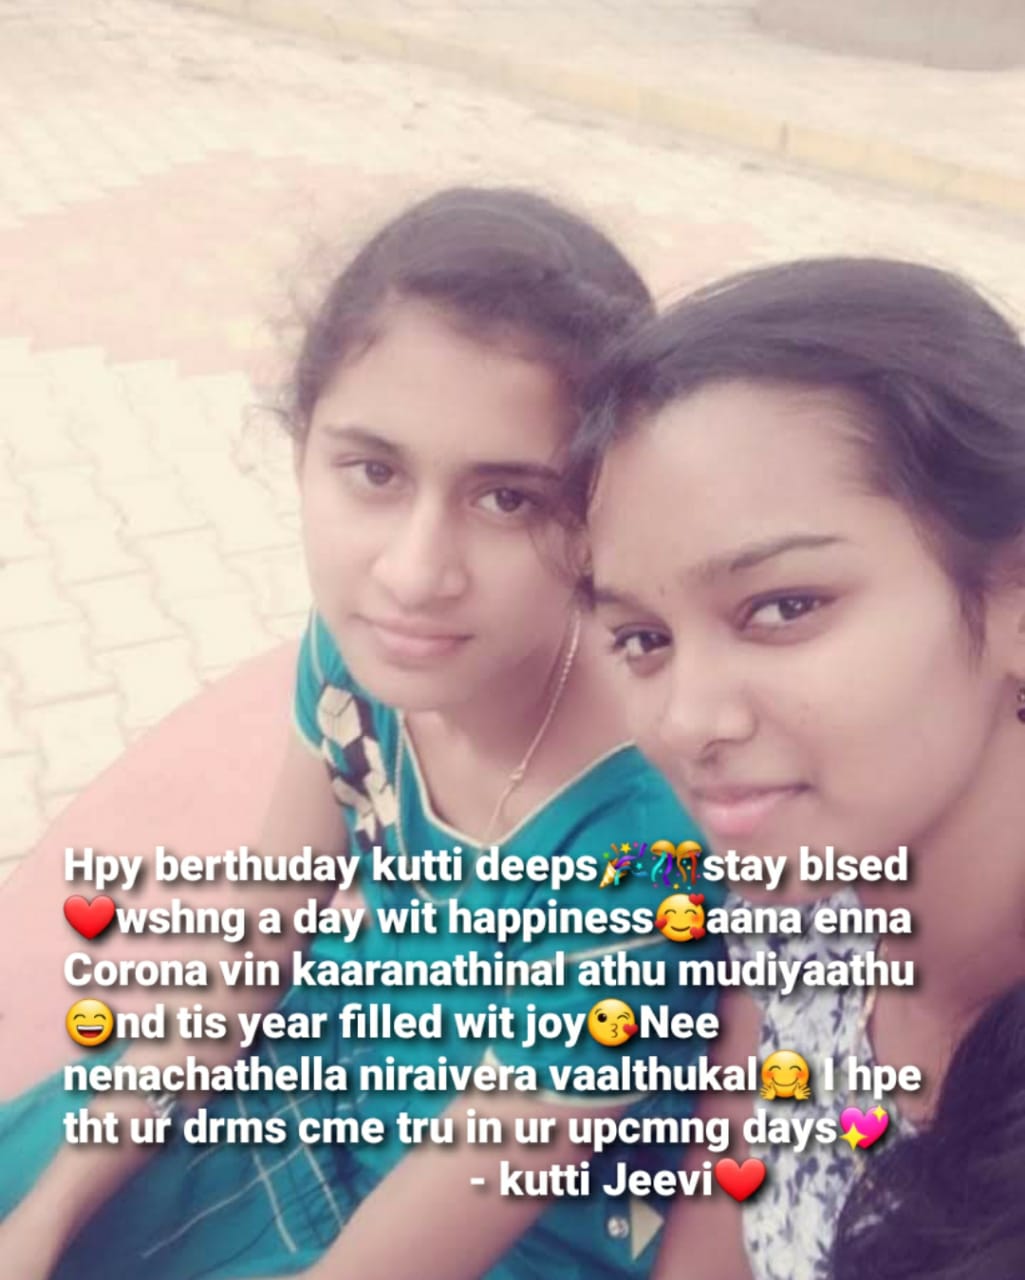 Hpy berthuday kutti deeps🎉🎊stay blsed
❤️wshng a day wit happiness🥰aana enna
Corona vin kaaranathinal athu mudiyaathu
😄nd tis year filled wit joy😘Nee
nenachathella niraivera vaalthukal🤗 I hpe
tht ur drms cme tru in ur upcmng days💖
- kutti Jeevi❤️